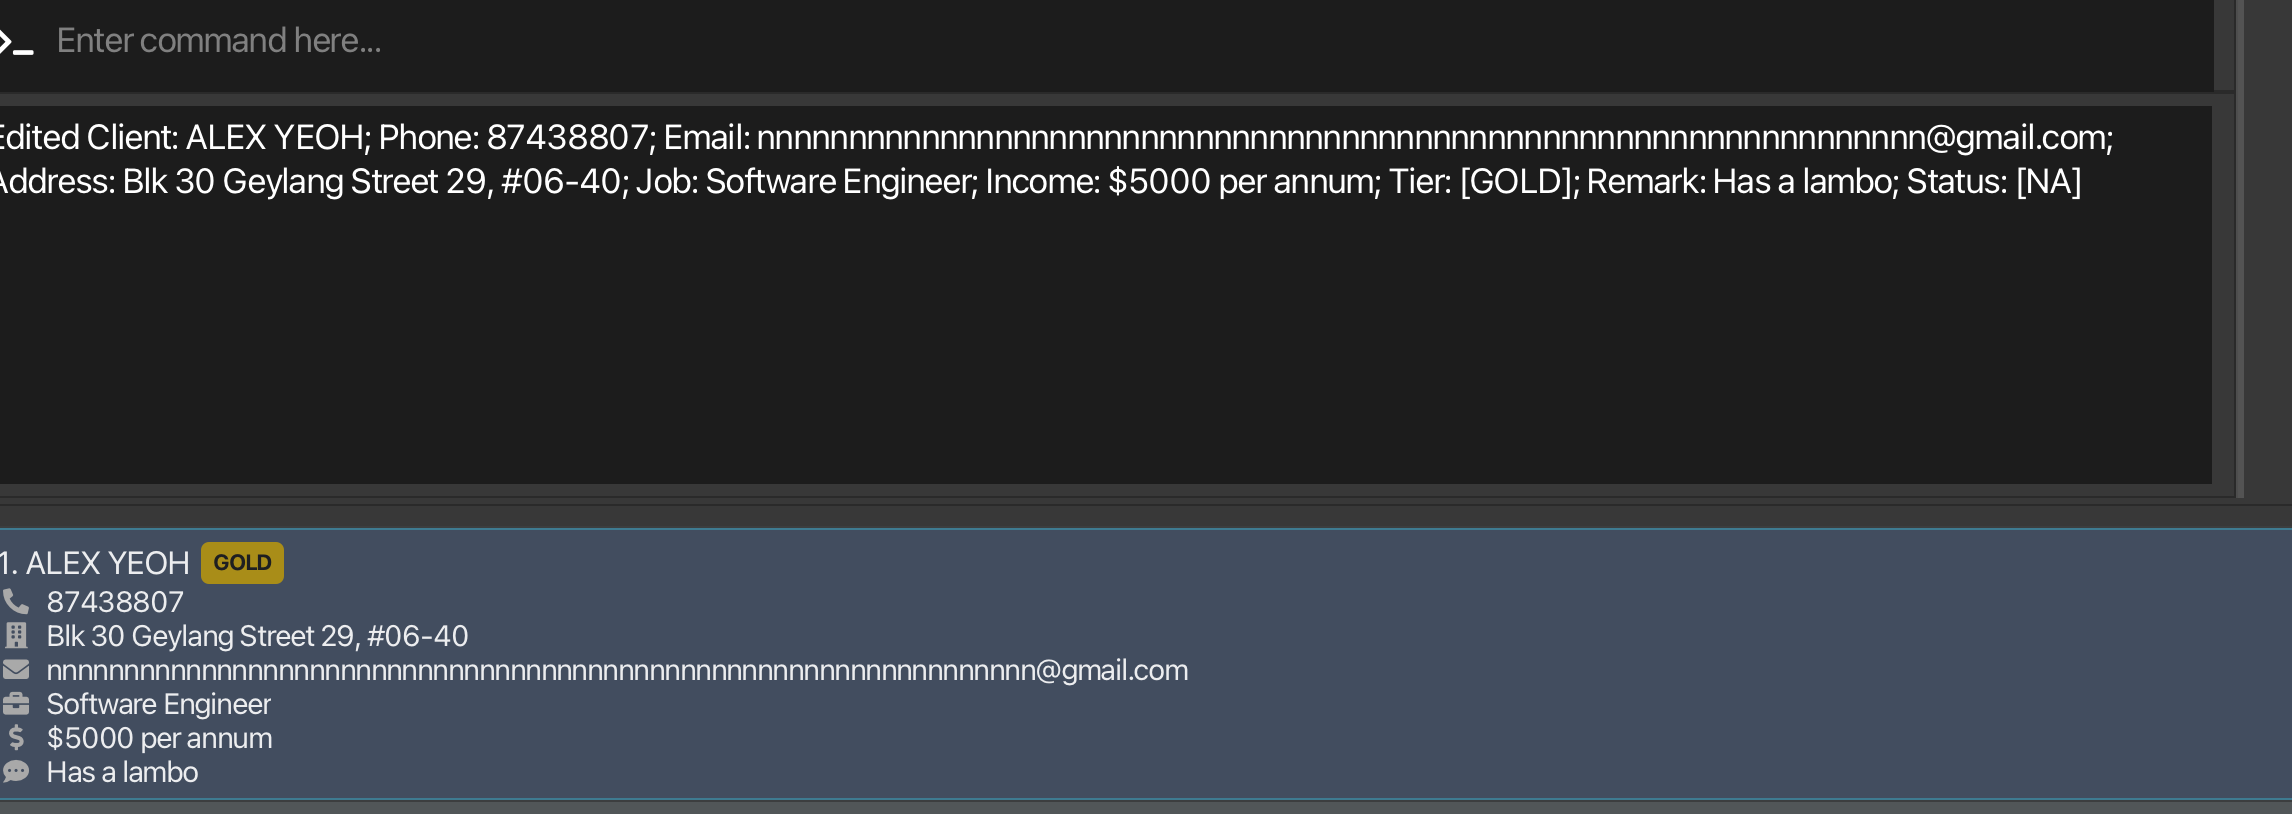 >_ Enter command here...
Edited Client: ALEX YEOH; Phone: 87438807; Email: nnnnnnnnnnnnnnnnnnnnnnnnnnnnnnnnnnnnnnnnnnnnnnnnnnnnnnnnnnnnnnnn@gmail.com;
Address: Blk 30 Geylang Street 29, #06-40; Job: Software Engineer; Income: $5000 per annum; Tier: [GOLD]; Remark: Has a lambo; Status: [NA]
1. ALEX YEOH GOLD
87438807
Blk 30 Geylang Street 29, #06-40
nnnnnnnnnnnnnnnnnnnnnnnnnnnnnnnnnnnnnnnnnnnnnnnnnnnnnnnnnnnnnnnn@gmail.com
Software Engineer
$5000 per annum
Has a lambo